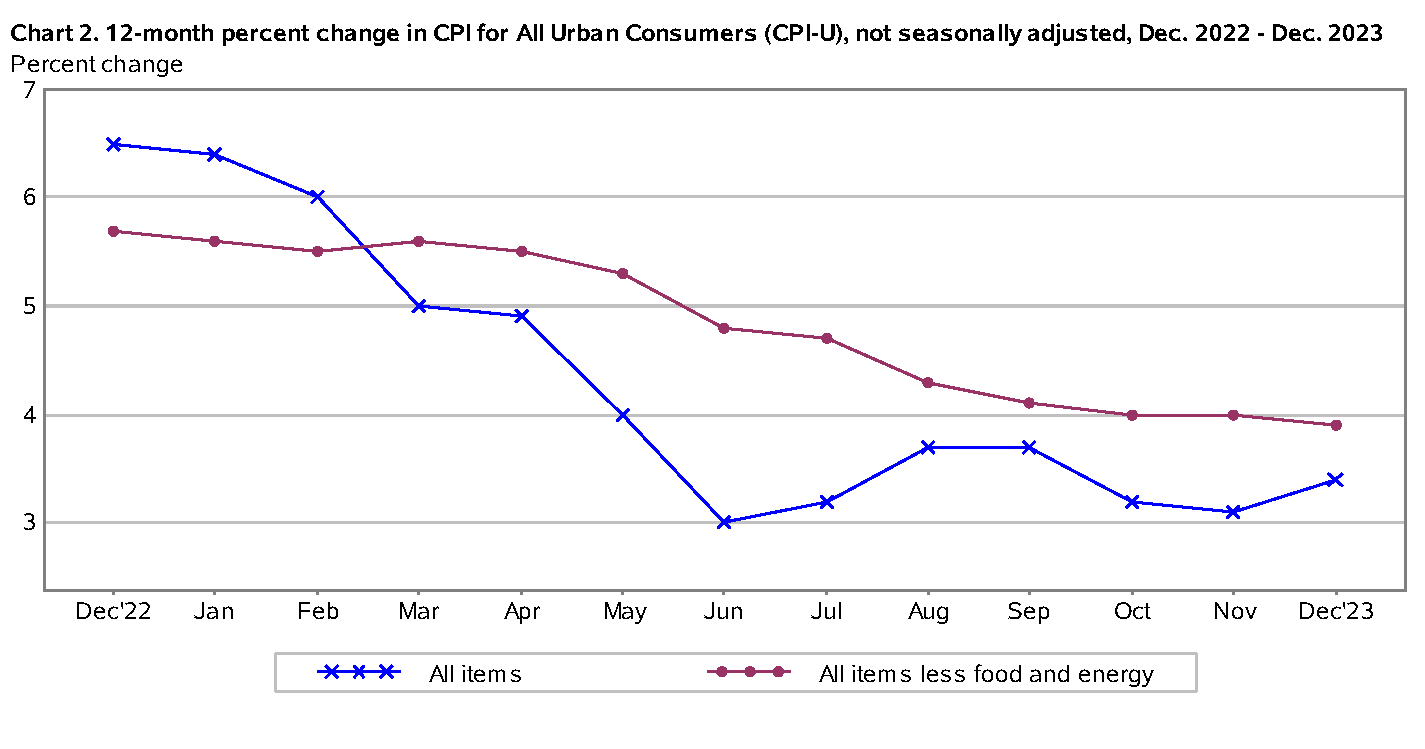 Chart 2. 12-month percent change in CPI for All Urban Consumers (CPI-U), not seasonally adjusted, Dec. 2022 - Dec. 2023
Percent change
7
6
5
4
3
Dec'22 Jan Feb Mar Apr May Jun Jul Aug Sep Oct Nov Dec'23
All items All items less food and energy